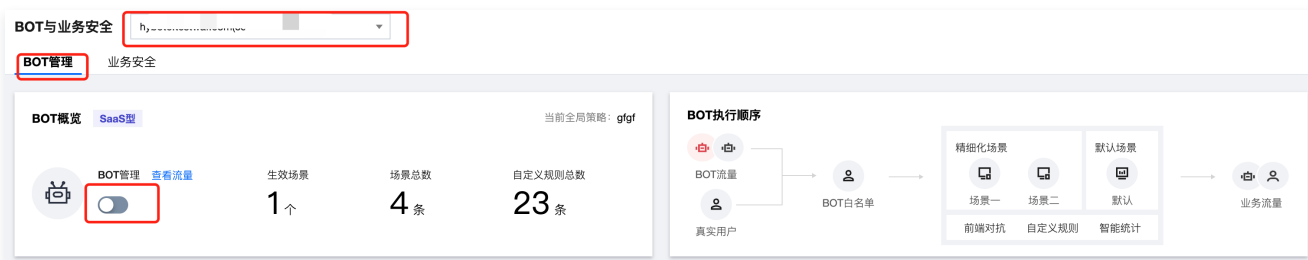 BOT与业务安全
BOT管理 业务安全
BOT概览 SaaS型 当前全局策略: gfgf
BOT管理 查看流量 生效场景 场景总数 自定义规则总数
1个 4条 23条
BOT执行顺序
BOT流量
真实用户
BOT白名单
精细化场景 默认场景
场景一 场景二 默认
前端对抗 自定义规则 智能统计
业务流量